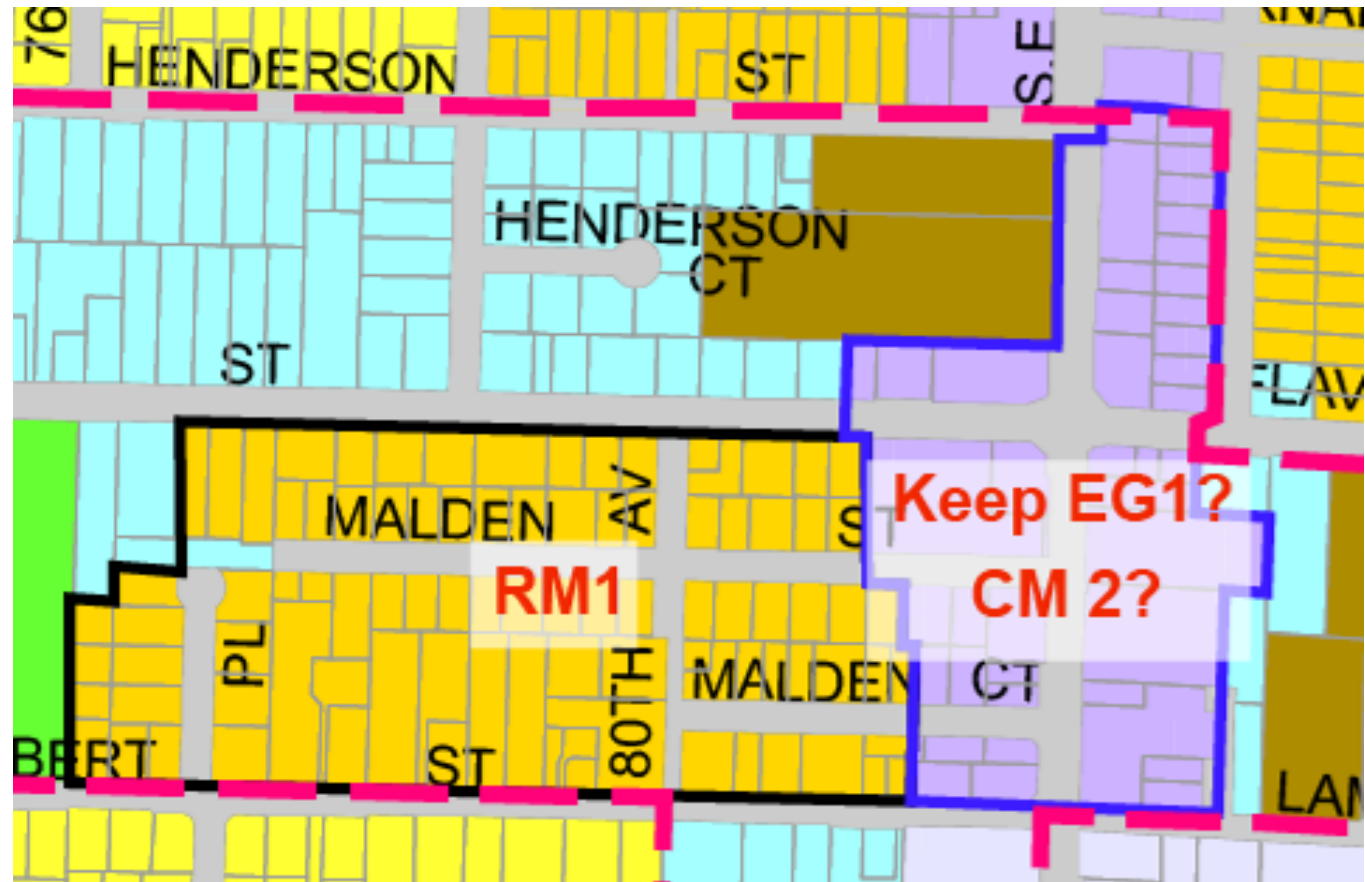 76
HENDERSON
ST
S.E
HENDERSON
CT
ST
FLAV
Keep EG1?
CM 2?
MALDEN
AV
ST
RM1
PL
80TH
MALDEN
CT
BERT
ST
LAM